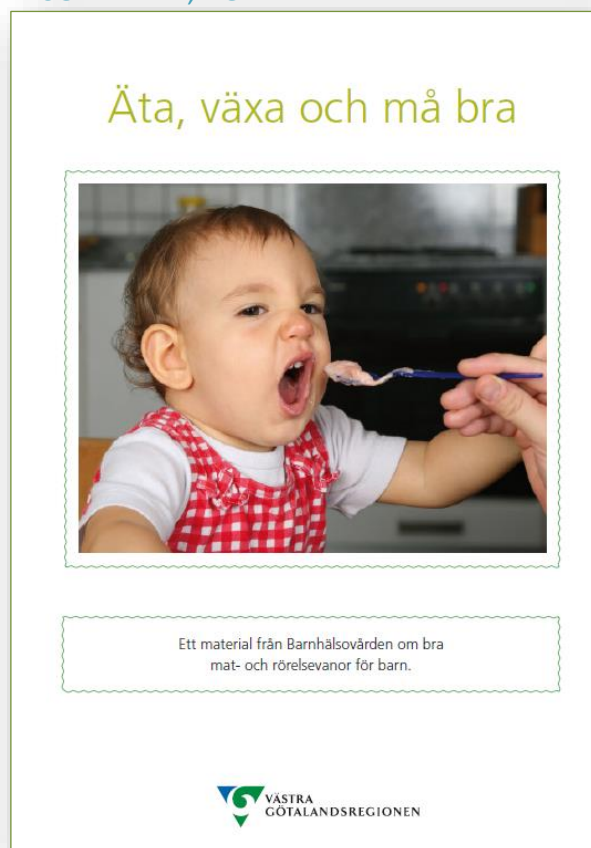 Äta, växa och må bra
Ett material från Barnhälsovården om bra
mat- och rörelsevanor för barn.
VÄSTRA
GÖTALANDSREGIONEN